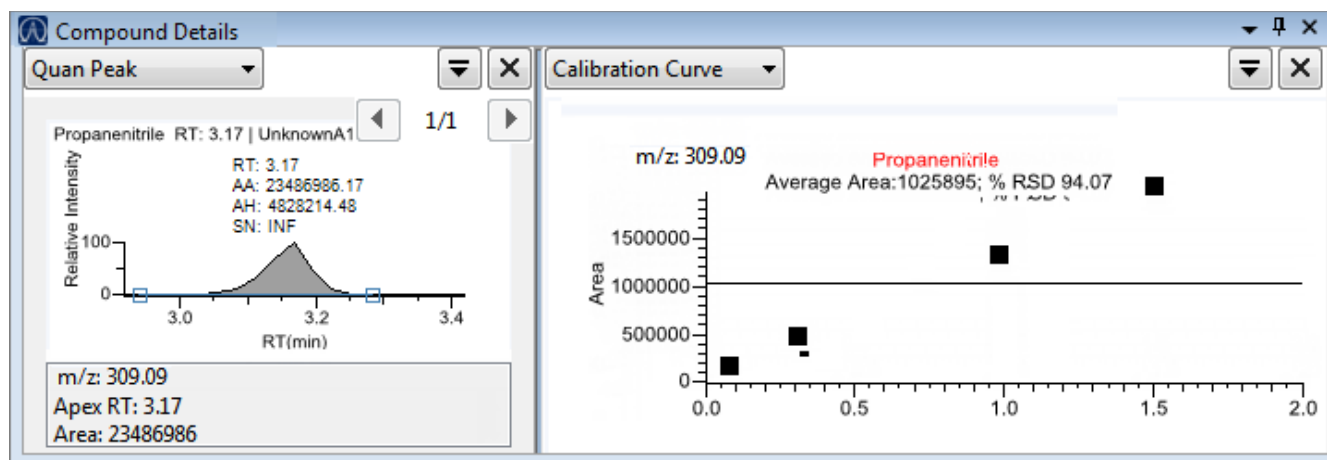 Compound Details
Quan Peak
1/1
Propanenitrile RT: 3.17 | UnknownA1
RT: 3.17
AA: 23486986.17
AH: 4828214.48
SN: INF
Relative Intensity
100
0
3.0 3.2 3.4
RT(min)
m/z: 309.09
Apex RT: 3.17
Area: 23486986
Calibration Curve
m/z: 309.09
Propanenitrile
Average Area:1025895; % RSD 94.07
Area
1500000
1000000
500000
0
0.0 0.5 1.0 1.5 2.0